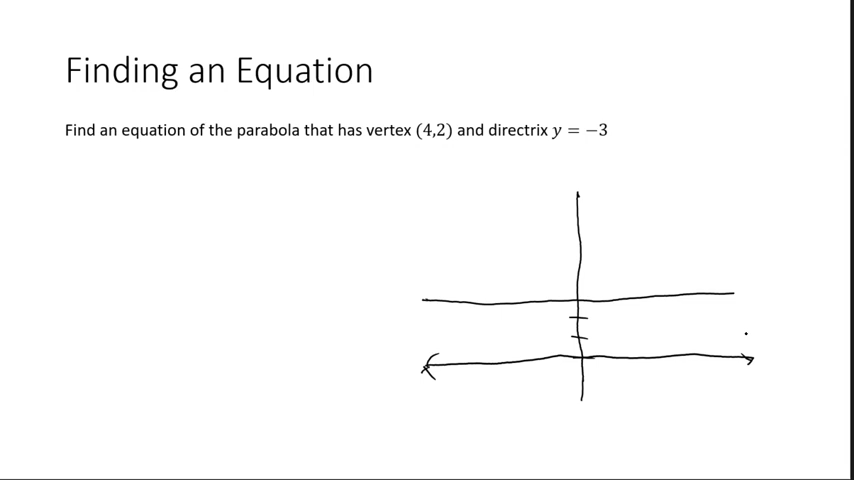 Finding an Equation
Find an equation of the parabola that has vertex (4,2) and directrix y = −3